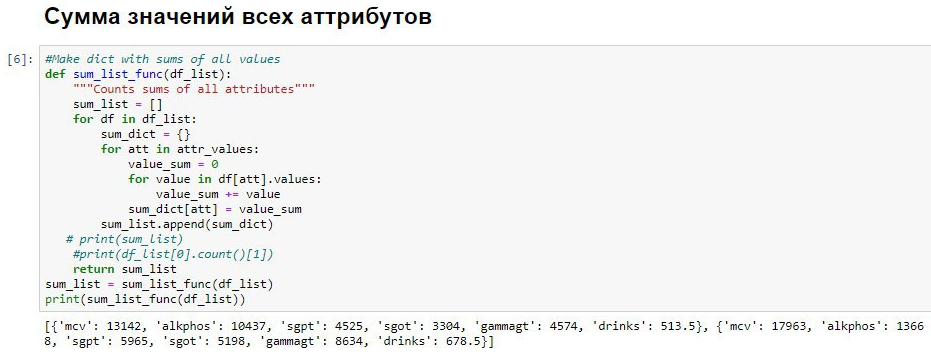 Сумма значений всех аттрибутов
[6]: #Make dict with sums of all values
def sum_list_func(df_list):
    """Counts sums of all attributes"""
    sum_list = []
    for df in df_list:
        sum_dict = {}
        for att in attr_values:
            value_sum = 0
            for value in df[att].values:
                value_sum += value
            sum_dict[att] = value_sum
        sum_list.append(sum_dict)
   # print(sum_list)
    #print(df_list[0].count()[1])
    return sum_list
sum_list = sum_list_func(df_list)
print(sum_list_func(df_list))
[{'mcv': 13142, 'alkphos': 10437, 'sgpt': 4525, 'sgot': 3304, 'gammagt': 4574, 'drinks': 513.5}, {'mcv': 17963, 'alkphos': 1366
8, 'sgpt': 5965, 'sgot': 5198, 'gammagt': 8634, 'drinks': 678.5}]